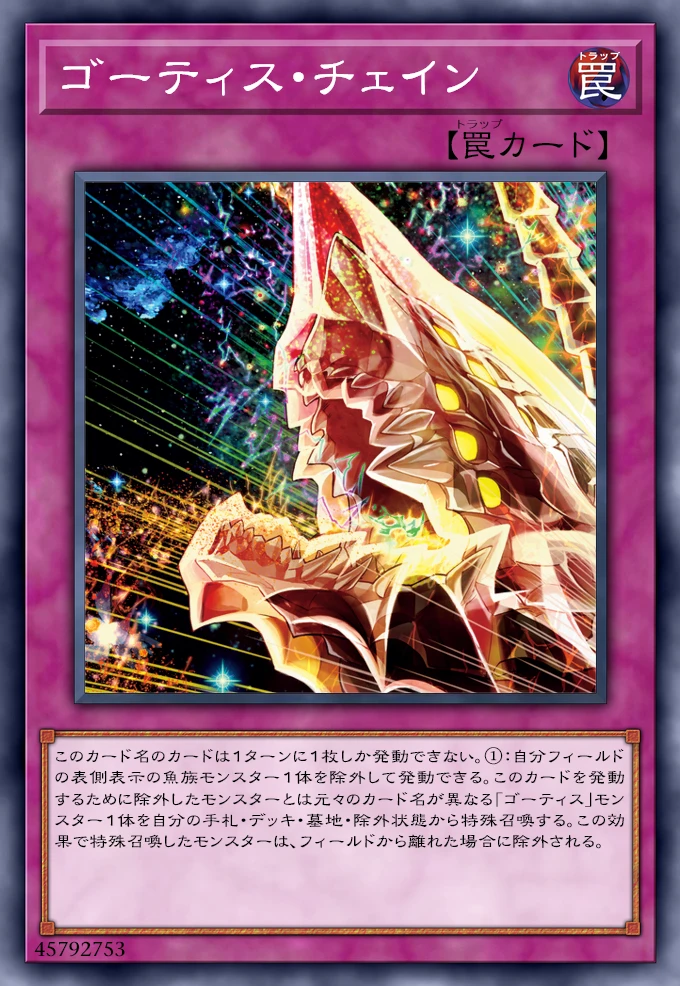 ゴーティス・チェイン
トラップ
罠
トラップ
【罠カード】
このカード名のカードは1ターンに1枚しか発動できない。①:自分フィールド
の表側表示の魚族モンスター1体を除外して発動できる。このカードを発動
するために除外したモンスターとは元々のカード名が異なる「ゴーティス」モン
スター1体を自分の手札・デッキ・墓地・除外状態から特殊召喚する。この効
果で特殊召喚したモンスターは、フィールドから離れた場合に除外される。
45792753